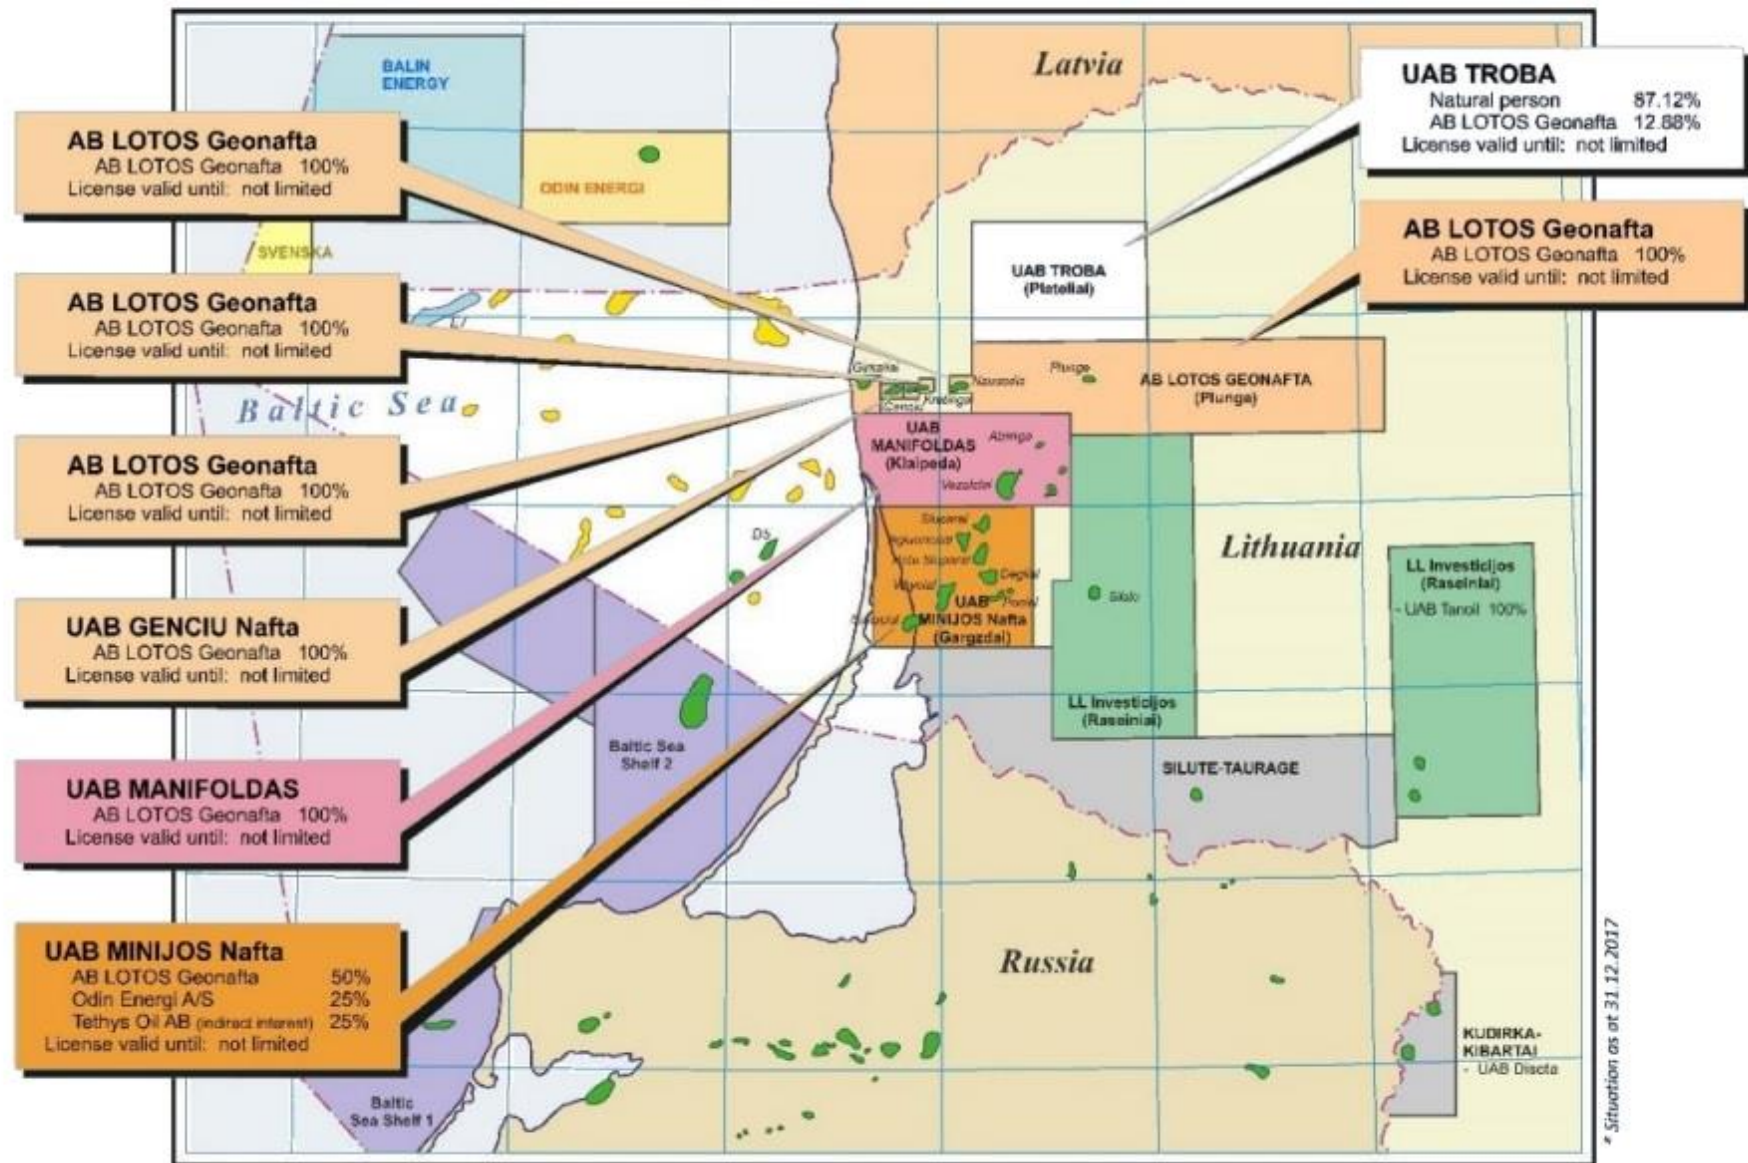 BALIN
ENERGY
ODIN ENERGI
SVENSKA
Latvia
Baltic Sea
Lithuania
Russia
AB LOTOS Geonafta
AB LOTOS Geonafta 100%
License valid until: not limited
AB LOTOS Geonafta
AB LOTOS Geonafta 100%
License valid until: not limited
AB LOTOS Geonafta
AB LOTOS Geonafta 100%
License valid until: not limited
UAB GENCIU Nafta
AB LOTOS Geonafta 100%
License valid until: not limited
UAB MANIFOLDAS
AB LOTOS Geonafta 100%
License valid until: not limited
UAB MINIJOS Nafta
AB LOTOS Geonafta 50%
Odin Energi A/S 25%
Tethys Oil AB (indirect interest) 25%
License valid until: not limited
UAB TROBA
Natural person 87.12%
AB LOTOS Geonafta 12.88%
License valid until: not limited
AB LOTOS Geonafta
AB LOTOS Geonafta 100%
License valid until: not limited
UAB TROBA
(Plateliai)
Plunge
AB LOTOS GEONAFTA
(Plunge)
Kretinga
UAB
MANIFOLDAS
(Klaipeda)
UAB
MINIJOS Nafta
(Gargzdai)
Degliai
D5
Silale
LL Investicijos
(Raseiniai)
LL Investicijos
(Raseiniai)
- UAB Tanoil 100%
SILUTE-TAURAGE
Baltic Sea
Shelf 2
Baltic
Sea Shelf 1
KUDIRKA-
KIBARTAI
- UAB Disota
* Situation as at 31.12.2017